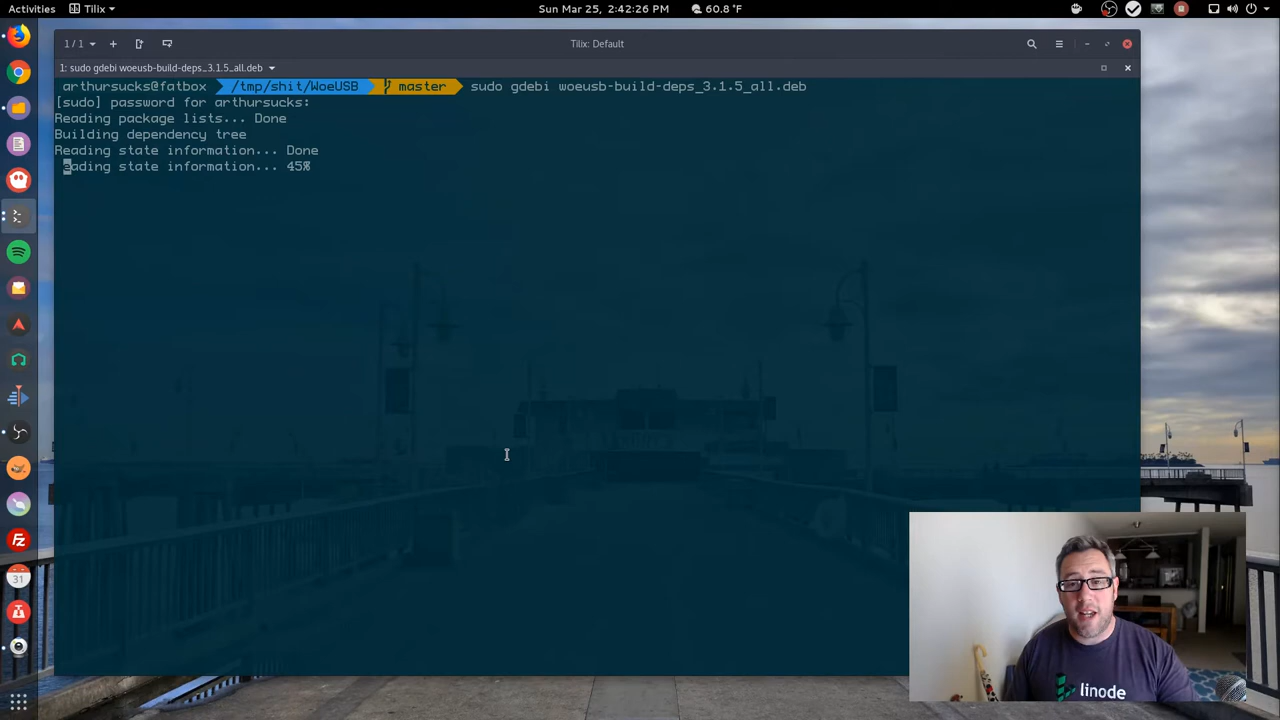 Activities Tilix Sun Mar 25, 2:42:26 PM 60.8 °F
1 / 1 Tilix: Default
1: sudo gdebi woeusb-build-deps_3.1.5_all.deb
arthursucks@fatbox /tmp/shit/WoeUSB master sudo gdebi woeusb-build-deps_3.1.5_all.deb
[sudo] password for arthursucks:
Reading package lists... Done
Building dependency tree
Reading state information... Done
eading state information... 45%
31
linode